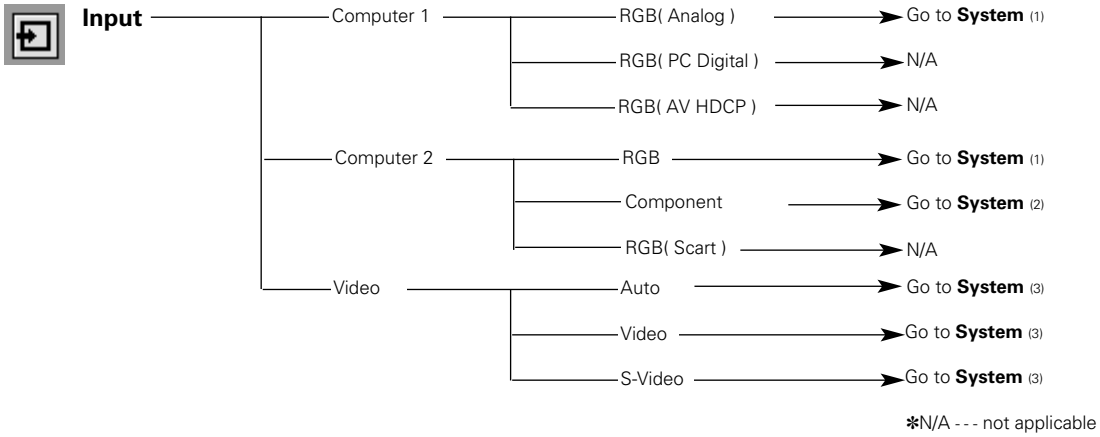 Input Computer 1 RGB( Analog ) Go to System (1)
RGB( PC Digital ) N/A
RGB( AV HDCP ) N/A
Computer 2 RGB Go to System (1)
Component Go to System (2)
RGB( Scart ) N/A
Video Auto Go to System (3)
Video Go to System (3)
S-Video Go to System (3)
✽N/A - - - not applicable